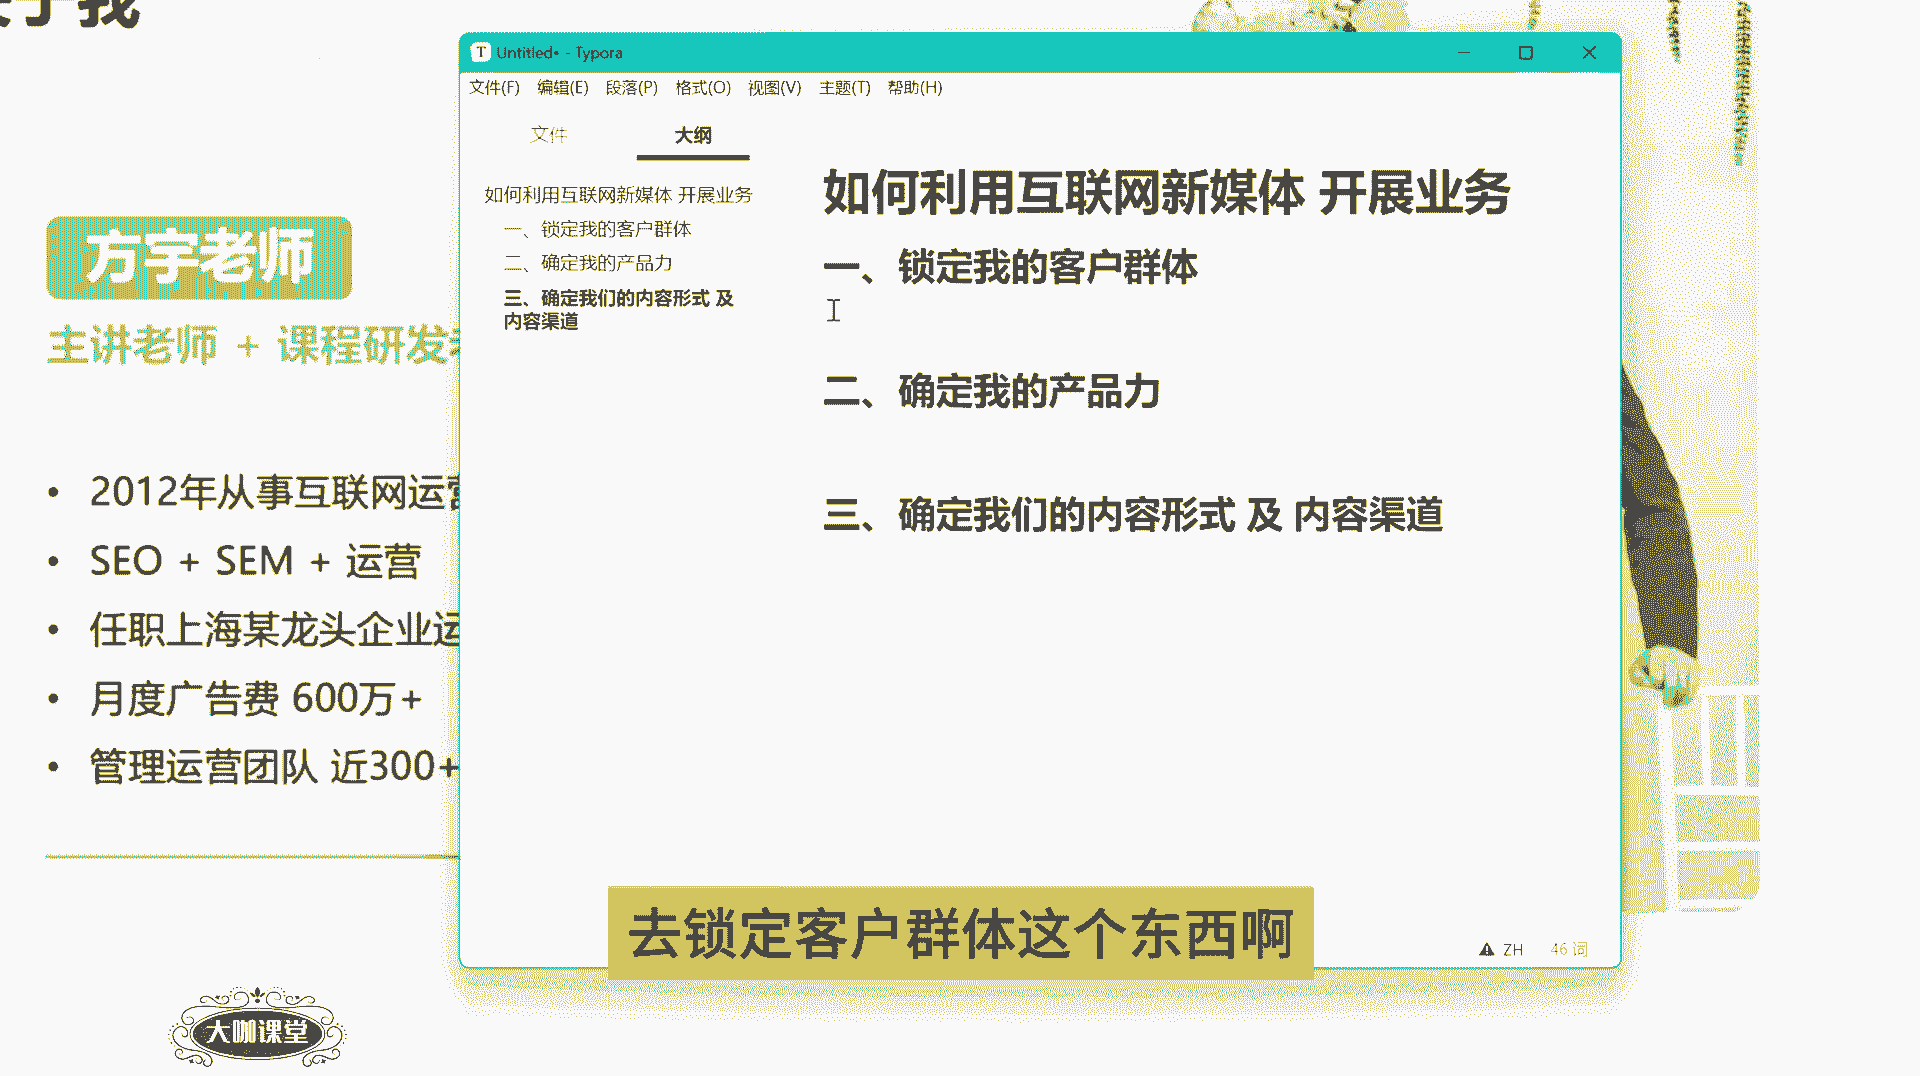 于我
方宇老师
主讲老师 + 课程研发
2012年从事互联网运营
SEO + SEM + 运营
任职上海某龙头企业运
月度广告费 600万+
管理运营团队 近300+
大咖课堂
Untitled• - Typora
文件(F) 编辑(E) 段落(P) 格式(O) 视图(V) 主题(T) 帮助(H)
文件 大纲
如何利用互联网新媒体 开展业务
一、锁定我的客户群体
二、确定我的产品力
三、确定我们的内容形式 及
内容渠道
如何利用互联网新媒体 开展业务
一、锁定我的客户群体
二、确定我的产品力
三、确定我们的内容形式 及 内容渠道
ZH 46 词
去锁定客户群体这个东西啊